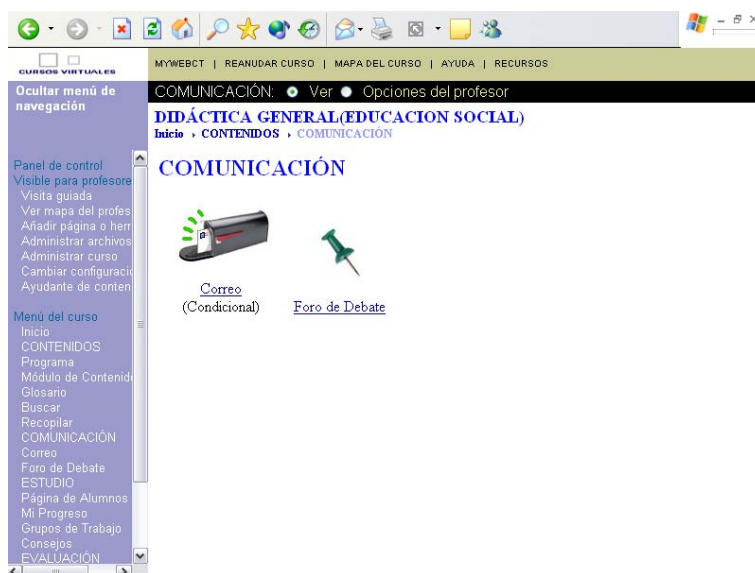 CURSOS VIRTUALES
MYWEBCT | REANUDAR CURSO | MAPA DEL CURSO | AYUDA | RECURSOS
Ocultar menú de
navegación
COMUNICACIÓN: Ver Opciones del profesor
DIDÁCTICA GENERAL(EDUCACION SOCIAL)
Inicio › CONTENIDOS › COMUNICACIÓN
COMUNICACIÓN
Correo
(Condicional)
Foro de Debate
Panel de control
Visible para profesore
Visita guiada
Ver mapa del profes
Añadir página o herr
Administrar archivos
Administrar curso
Cambiar configuració
Ayudante de conten
Menú del curso
Inicio
CONTENIDOS
Programa
Módulo de Contenid
Glosario
Buscar
Recopilar
COMUNICACIÓN
Correo
Foro de Debate
ESTUDIO
Página de Alumnos
Mi Progreso
Grupos de Trabajo
Consejos
EVALUACIÓN